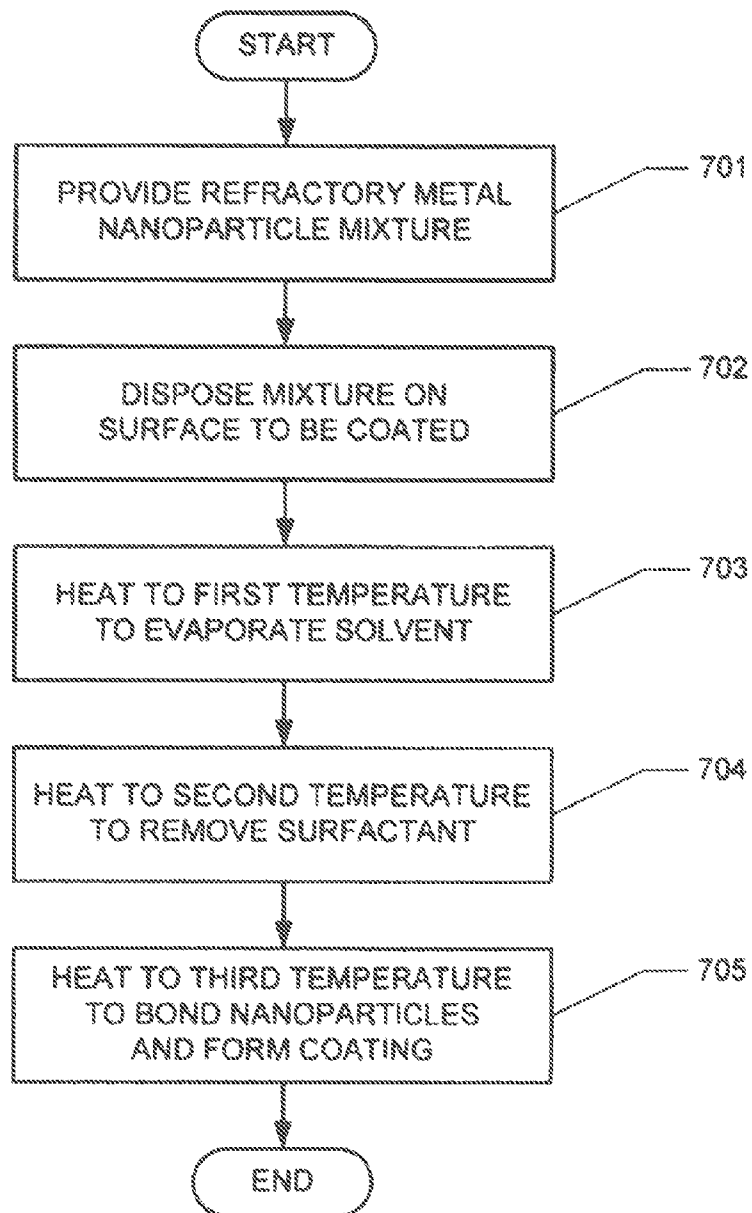 START
PROVIDE REFRACTORY METAL
NANOPARTICLE MIXTURE
701
DISPOSE MIXTURE ON
SURFACE TO BE COATED
702
HEAT TO FIRST TEMPERATURE
TO EVAPORATE SOLVENT
703
HEAT TO SECOND TEMPERATURE
TO REMOVE SURFACTANT
704
HEAT TO THIRD TEMPERATURE
TO BOND NANOPARTICLES
AND FORM COATING
705
END